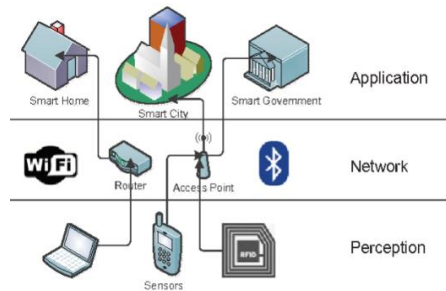 Smart Home
Smart City
Smart Government
Application
WiFi
Router
Access Point
Network
Sensors
RFID
Perception